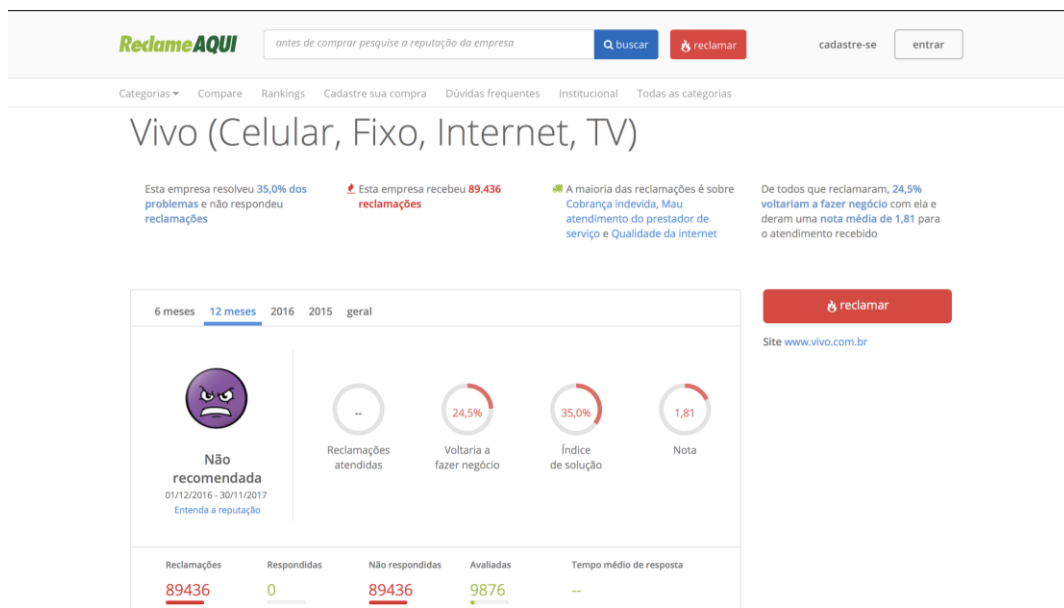 ReclameAQUI
antes de comprar pesquise a reputação da empresa
buscar
reclamar
cadastre-se
entrar
Categorias
Compare
Rankings
Cadastre sua compra
Dúvidas frequentes
Institucional
Todas as categorias
Vivo (Celular, Fixo, Internet, TV)
Esta empresa resolveu 35,0% dos
problemas e não respondeu
reclamações
Esta empresa recebeu 89.436
reclamações
A maioria das reclamações é sobre
Cobrança indevida, Mau
atendimento do prestador de
serviço e Qualidade da internet
De todos que reclamaram, 24,5%
voltariam a fazer negócio com ela e
deram uma nota média de 1,81 para
o atendimento recebido
6 meses
12 meses
2016
2015
geral
reclamar
Site www.vivo.com.br
Não
recomendada
01/12/2016 - 30/11/2017
Entenda a reputação
--
Reclamações
atendidas
24,5%
Voltaria a
fazer negócio
35,0%
Índice
de solução
1,81
Nota
Reclamações
89436
Respondidas
0
Não respondidas
89436
Avaliadas
9876
Tempo médio de resposta
--